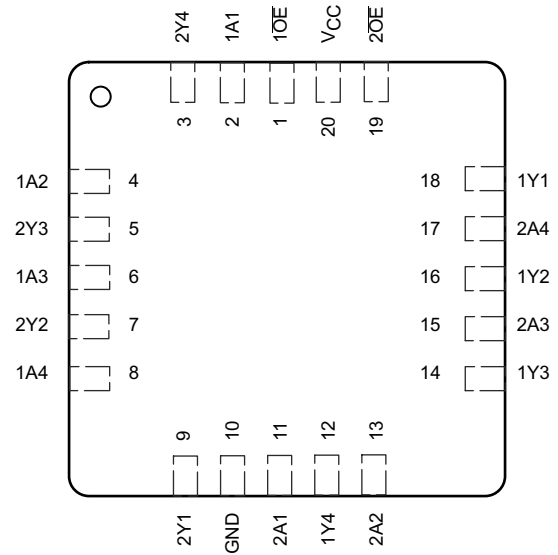 2Y4 1A1 1O̅E̅ VCC 2O̅E̅
3 2 1 20 19
1A2 4 18 1Y1
2Y3 5 17 2A4
1A3 6 16 1Y2
2Y2 7 15 2A3
1A4 8 14 1Y3
9 10 11 12 13
2Y1 GND 2A1 1Y4 2A2